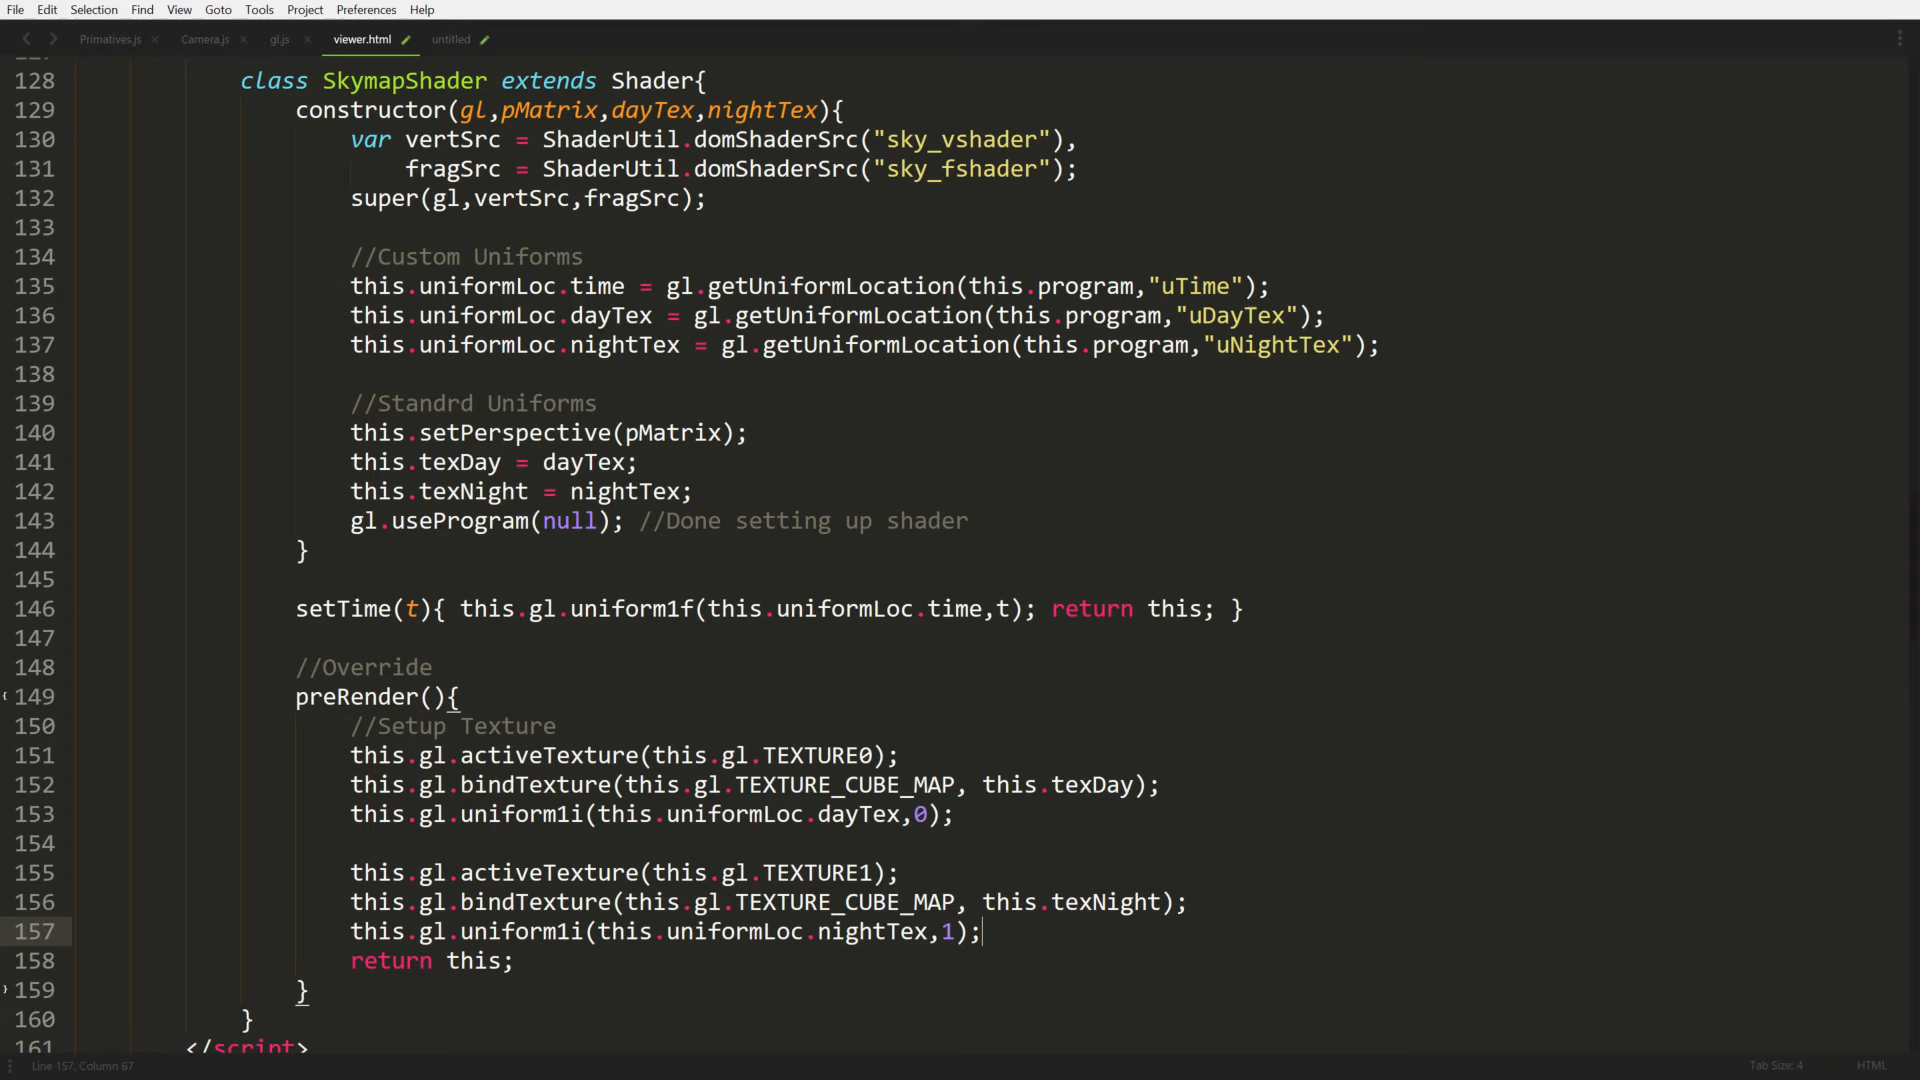 File Edit Selection Find View Goto Tools Project Preferences Help
Primatives.js × Camera.js × gl.js × viewer.html untitled
128 class SkymapShader extends Shader{
129 constructor(gl,pMatrix,dayTex,nightTex){
130 var vertSrc = ShaderUtil.domShaderSrc("sky_vshader"),
131 fragSrc = ShaderUtil.domShaderSrc("sky_fshader");
132 super(gl,vertSrc,fragSrc);
133
134 //Custom Uniforms
135 this.uniformLoc.time = gl.getUniformLocation(this.program,"uTime");
136 this.uniformLoc.dayTex = gl.getUniformLocation(this.program,"uDayTex");
137 this.uniformLoc.nightTex = gl.getUniformLocation(this.program,"uNightTex");
138
139 //Standrd Uniforms
140 this.setPerspective(pMatrix);
141 this.texDay = dayTex;
142 this.texNight = nightTex;
143 gl.useProgram(null); //Done setting up shader
144 }
145
146 setTime(t){ this.gl.uniform1f(this.uniformLoc.time,t); return this; }
147
148 //Override
149 preRender(){
150 //Setup Texture
151 this.gl.activeTexture(this.gl.TEXTURE0);
152 this.gl.bindTexture(this.gl.TEXTURE_CUBE_MAP, this.texDay);
153 this.gl.uniform1i(this.uniformLoc.dayTex,0);
154
155 this.gl.activeTexture(this.gl.TEXTURE1);
156 this.gl.bindTexture(this.gl.TEXTURE_CUBE_MAP, this.texNight);
157 this.gl.uniform1i(this.uniformLoc.nightTex,1);
158 return this;
159 }
160 }
161 </script>
Line 157, Column 67 Tab Size: 4 HTML